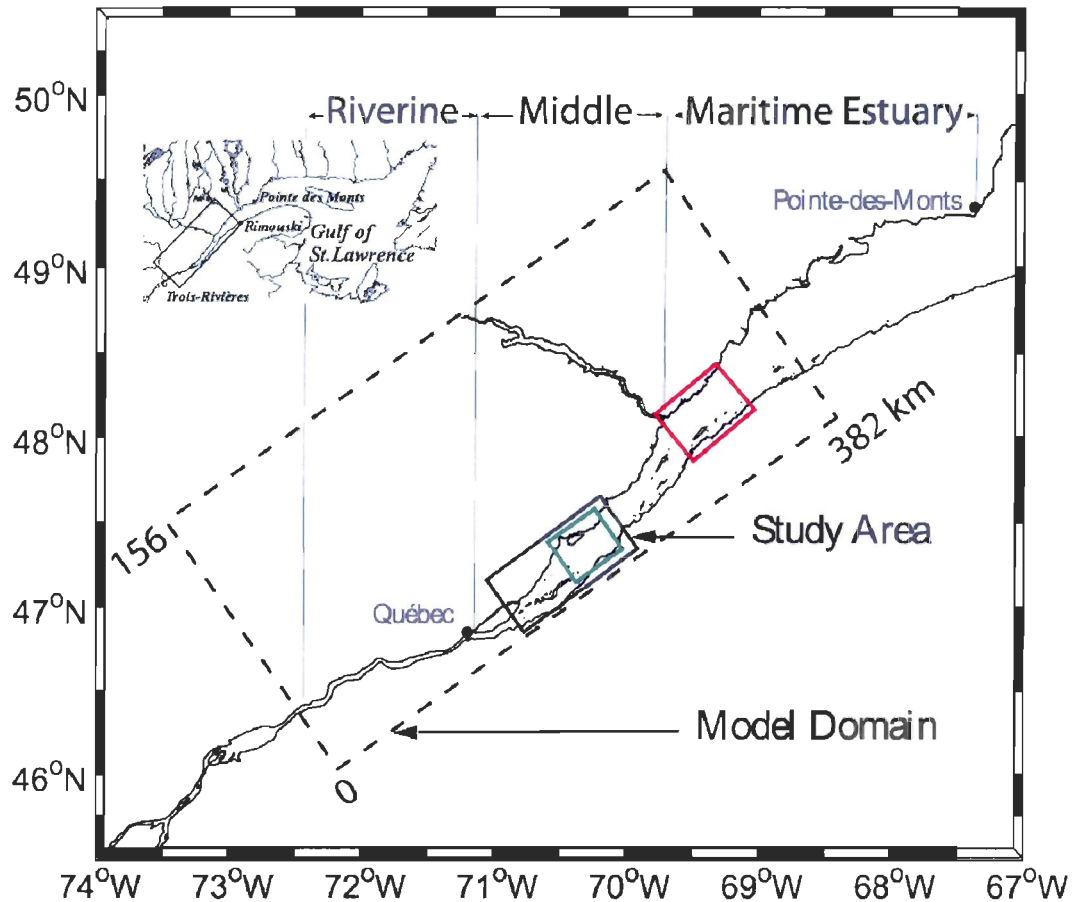 50°N
49°N
48°N
47°N
46°N
Riverine
Middle
Maritime Estuary
Pointe des Monts
Rimouski
Gulf of
St.Lawrence
Trois-Rivières
Pointe-des-Monts
382 km
156
Study Area
Québec
Model Domain
0
74°W
73°W
72°W
71°W
70°W
69°W
68°W
67°W